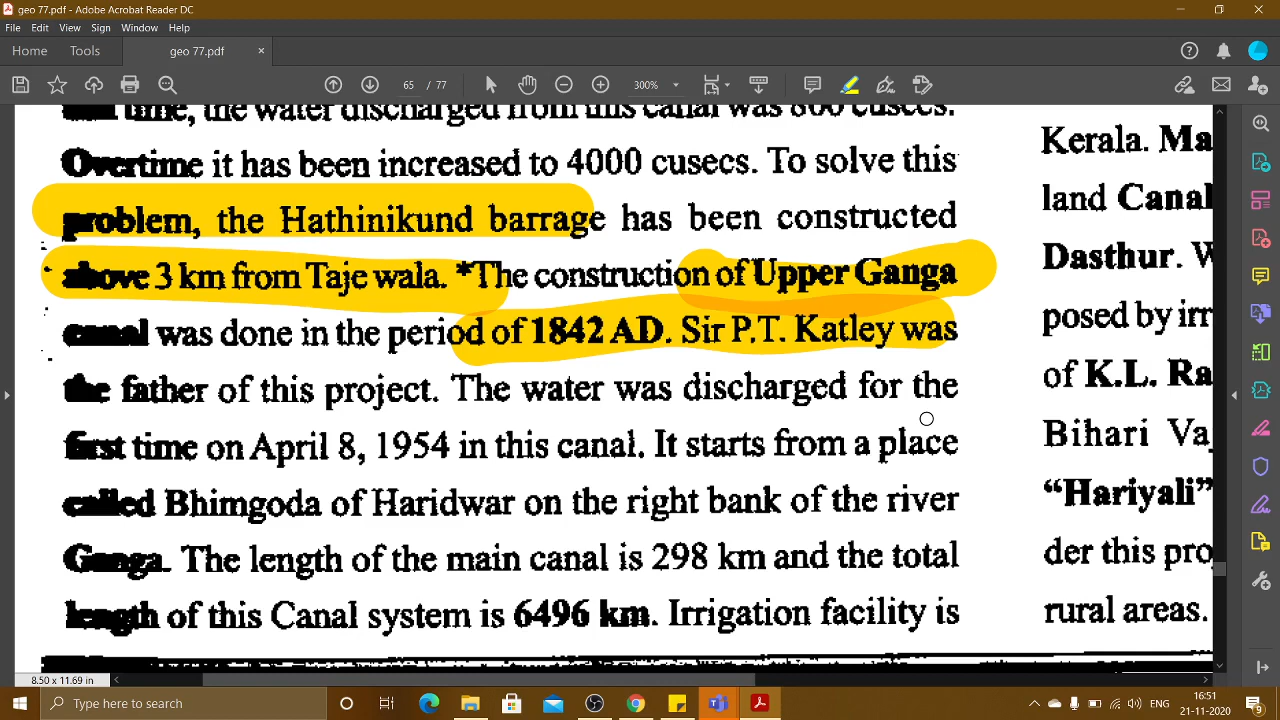 geo 77.pdf - Adobe Acrobat Reader DC
File Edit View Sign Window Help
Home Tools geo 77.pdf ×
65 / 77 300%
time, the water discharged from this canal was 800 cusecs.
Overtime it has been increased to 4000 cusecs. To solve this
problem, the Hathinikund barrage has been constructed
above 3 km from Taje wala. *The construction of Upper Ganga
canal was done in the period of 1842 AD. Sir P.T. Katley was
the father of this project. The water was discharged for the
first time on April 8, 1954 in this canal. It starts from a place
called Bhimgoda of Haridwar on the right bank of the river
Ganga. The length of the main canal is 298 km and the total
length of this Canal system is 6496 km. Irrigation facility is
Kerala. Ma
land Canal
Dasthur. W
posed by irr
of K.L. Ra
Bihari Va
"Hariyali"
der this pro
rural areas.
8.50 x 11.69 in
Type here to search
ENG
16:51
21-11-2020
9